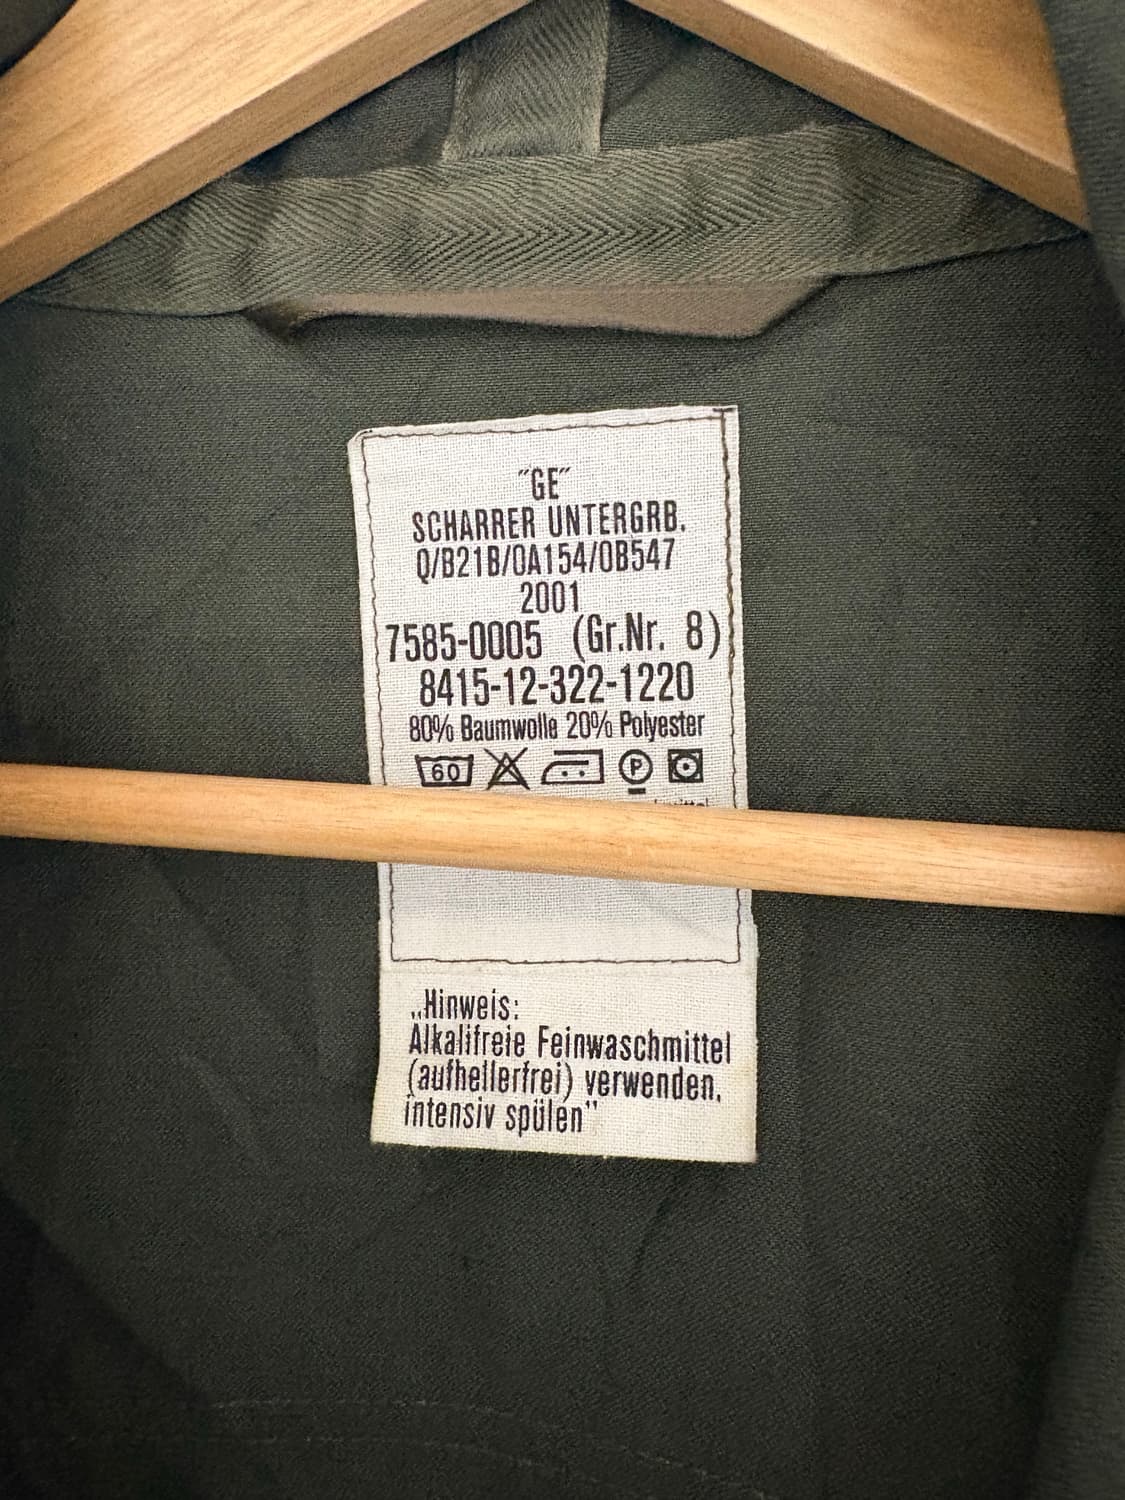 "GE"
SCHARRER UNTERGRB.
Q/B21B/0A154/0B547
2001
7585-0005 (Gr.Nr. 8)
8415-12-322-1220
80% Baumwolle 20% Polyester
60 P
„Hinweis:
Alkalifreie Feinwaschmittel
(aufhellerfrei) verwenden,
intensiv spülen"